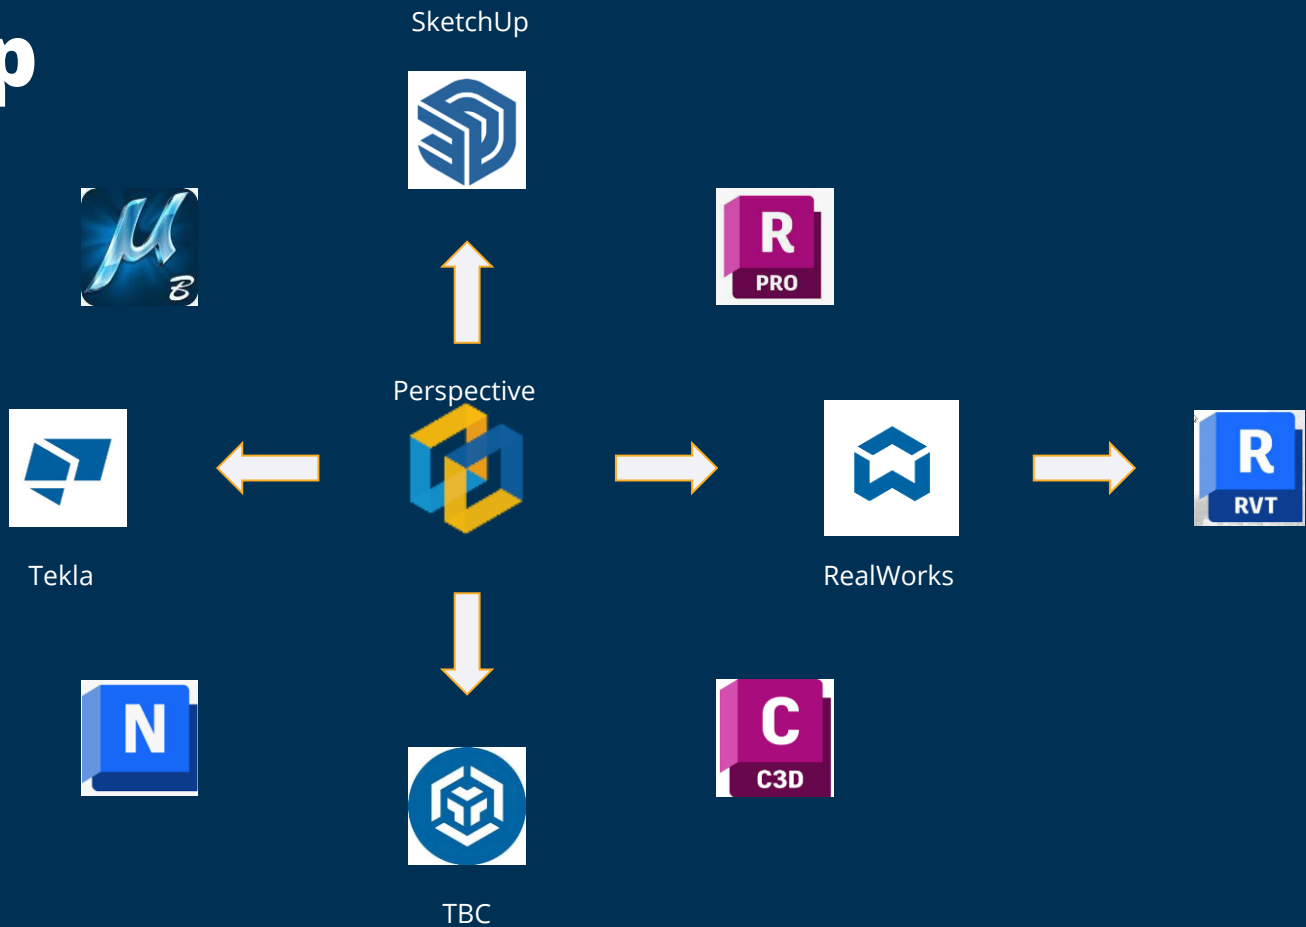 p
SketchUp
µ
B
R
PRO
Perspective
R
RVT
Tekla
RealWorks
N
C
C3D
TBC